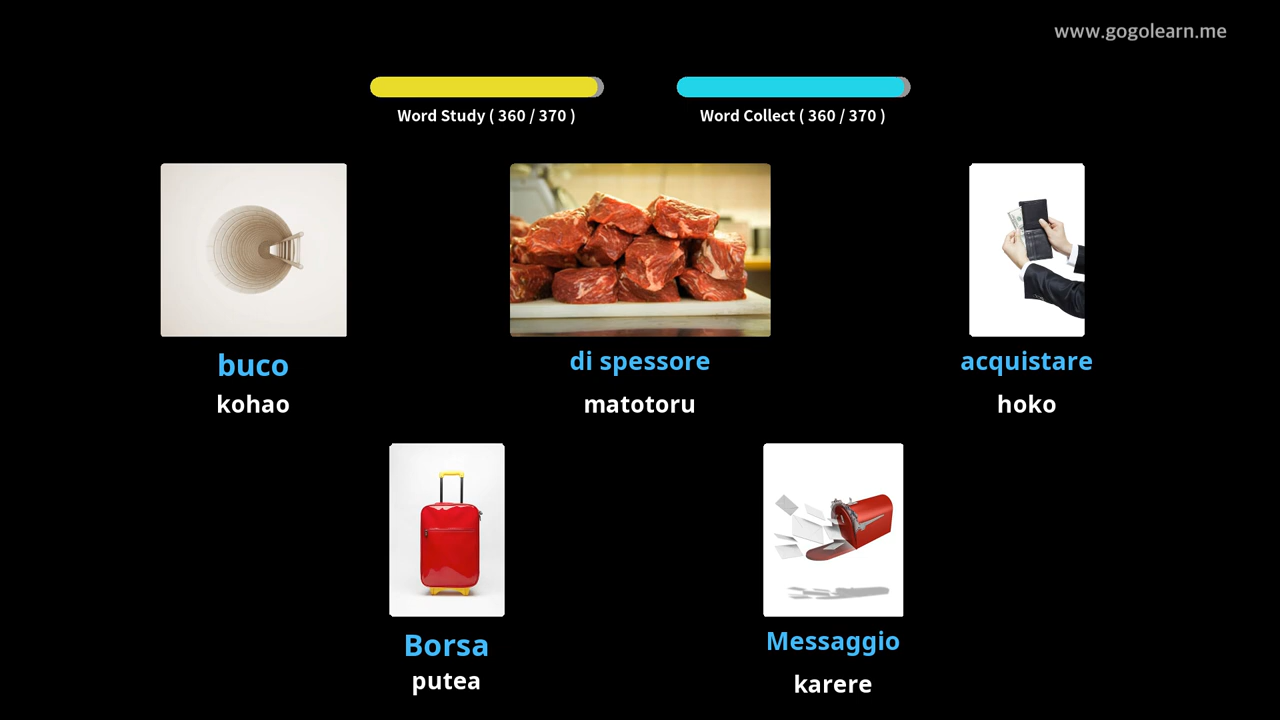 www.gogolearn.me
Word Study ( 360 / 370 )
Word Collect ( 360 / 370 )
buco
kohao
di spessore
matotoru
acquistare
hoko
Borsa
putea
Messaggio
karere